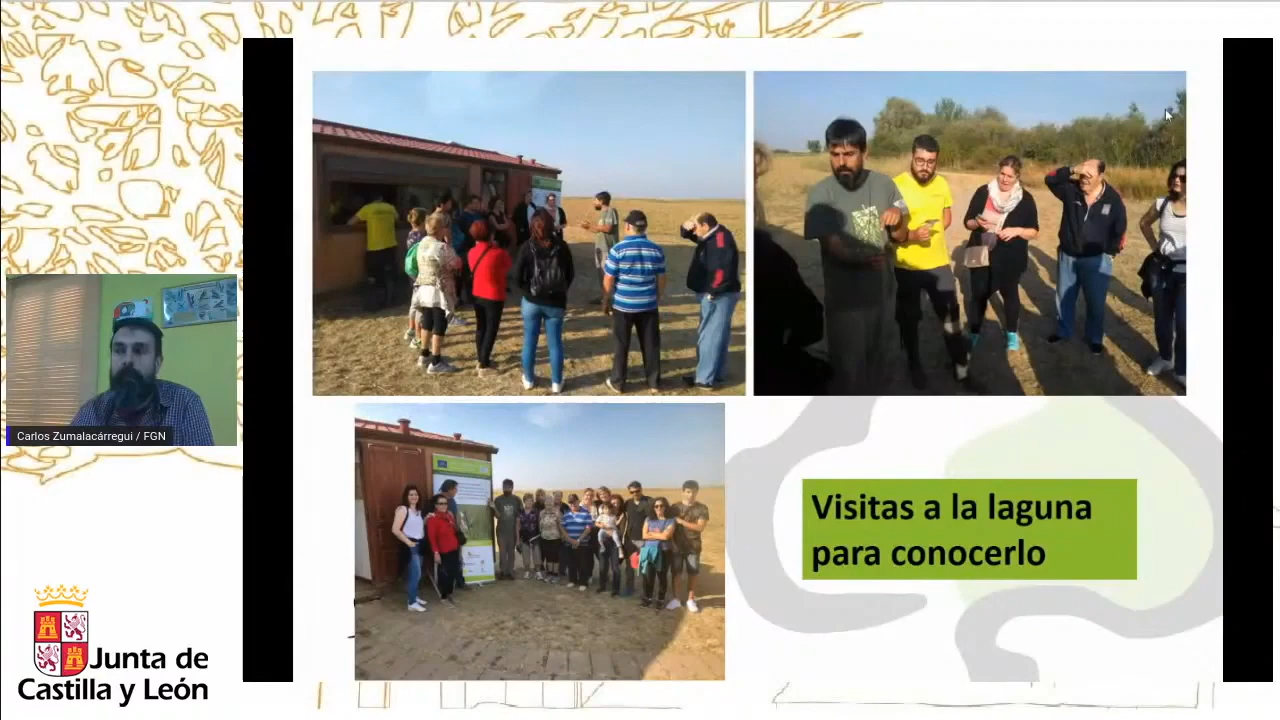 Carlos Zumalacárregui / FGN
Visitas a la laguna
para conocerlo
Junta de
Castilla y León